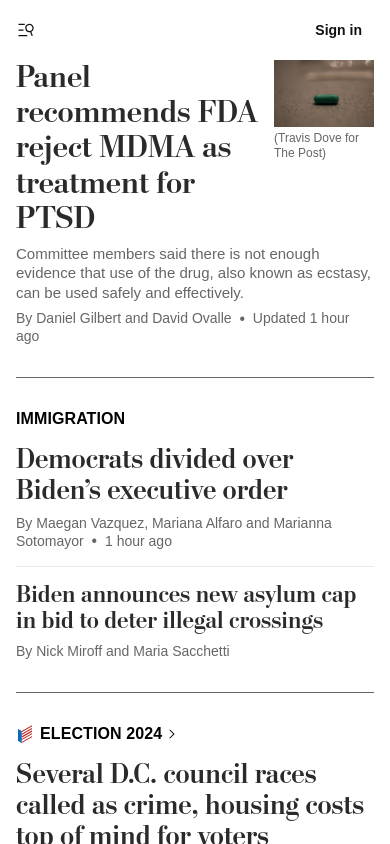 Sign in
Panel
recommends FDA
reject MDMA as
treatment for
PTSD
(Travis Dove for
The Post)
Committee members said there is not enough
evidence that use of the drug, also known as ecstasy,
can be used safely and effectively.
By Daniel Gilbert and David Ovalle • Updated 1 hour
ago
IMMIGRATION
Democrats divided over
Biden’s executive order
By Maegan Vazquez, Mariana Alfaro and Marianna
Sotomayor • 1 hour ago
Biden announces new asylum cap
in bid to deter illegal crossings
By Nick Miroff and Maria Sacchetti
ELECTION 2024
Several D.C. council races
called as crime, housing costs
top of mind for voters